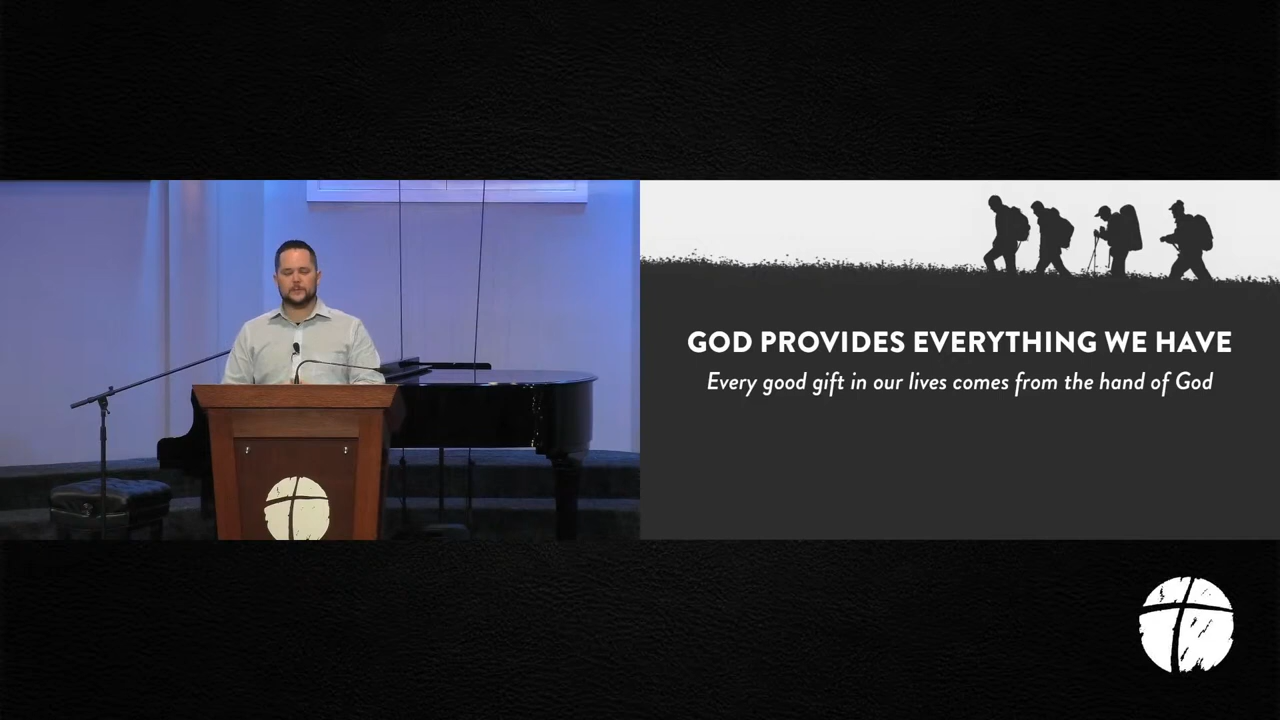 GOD PROVIDES EVERYTHING WE HAVE
Every good gift in our lives comes from the hand of God